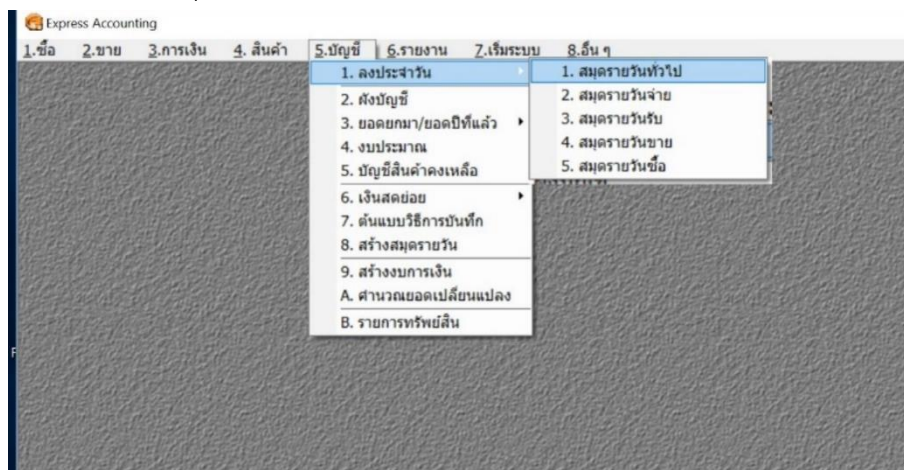 Express Accounting
1.ซื้อ 2.ขาย 3.การเงิน 4. สินค้า 5.บัญชี 6.รายงาน 7.เริ่มระบบ 8.อื่น ๆ
1. ลงประจำวัน
2. ผังบัญชี
3. ยอดยกมา/ยอดปีที่แล้ว
4. งบประมาณ
5. บัญชีสินค้าคงเหลือ
6. เงินสดย่อย
7. ต้นแบบวิธีการบันทึก
8. สร้างสมุดรายวัน
9. สร้างงบการเงิน
A. คำนวณยอดเปลี่ยนแปลง
B. รายการทรัพย์สิน
1. สมุดรายวันทั่วไป
2. สมุดรายวันจ่าย
3. สมุดรายวันรับ
4. สมุดรายวันขาย
5. สมุดรายวันซื้อ